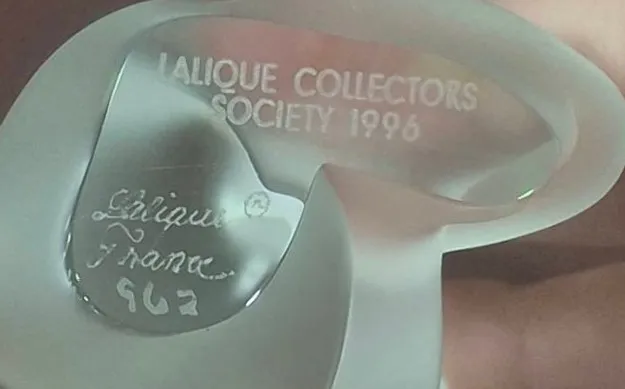 LALIQUE COLLECTORS
SOCIETY 1996
Lalique ®
France
962